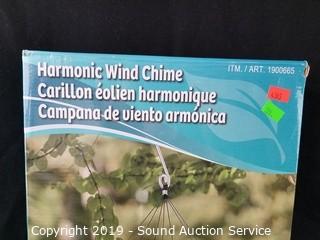 Harmonic Wind Chime
ITM. / ART. 1900665
Carillon éolien harmonique
Campana de viento armónica
Copyright 2019 - Sound Auction Service